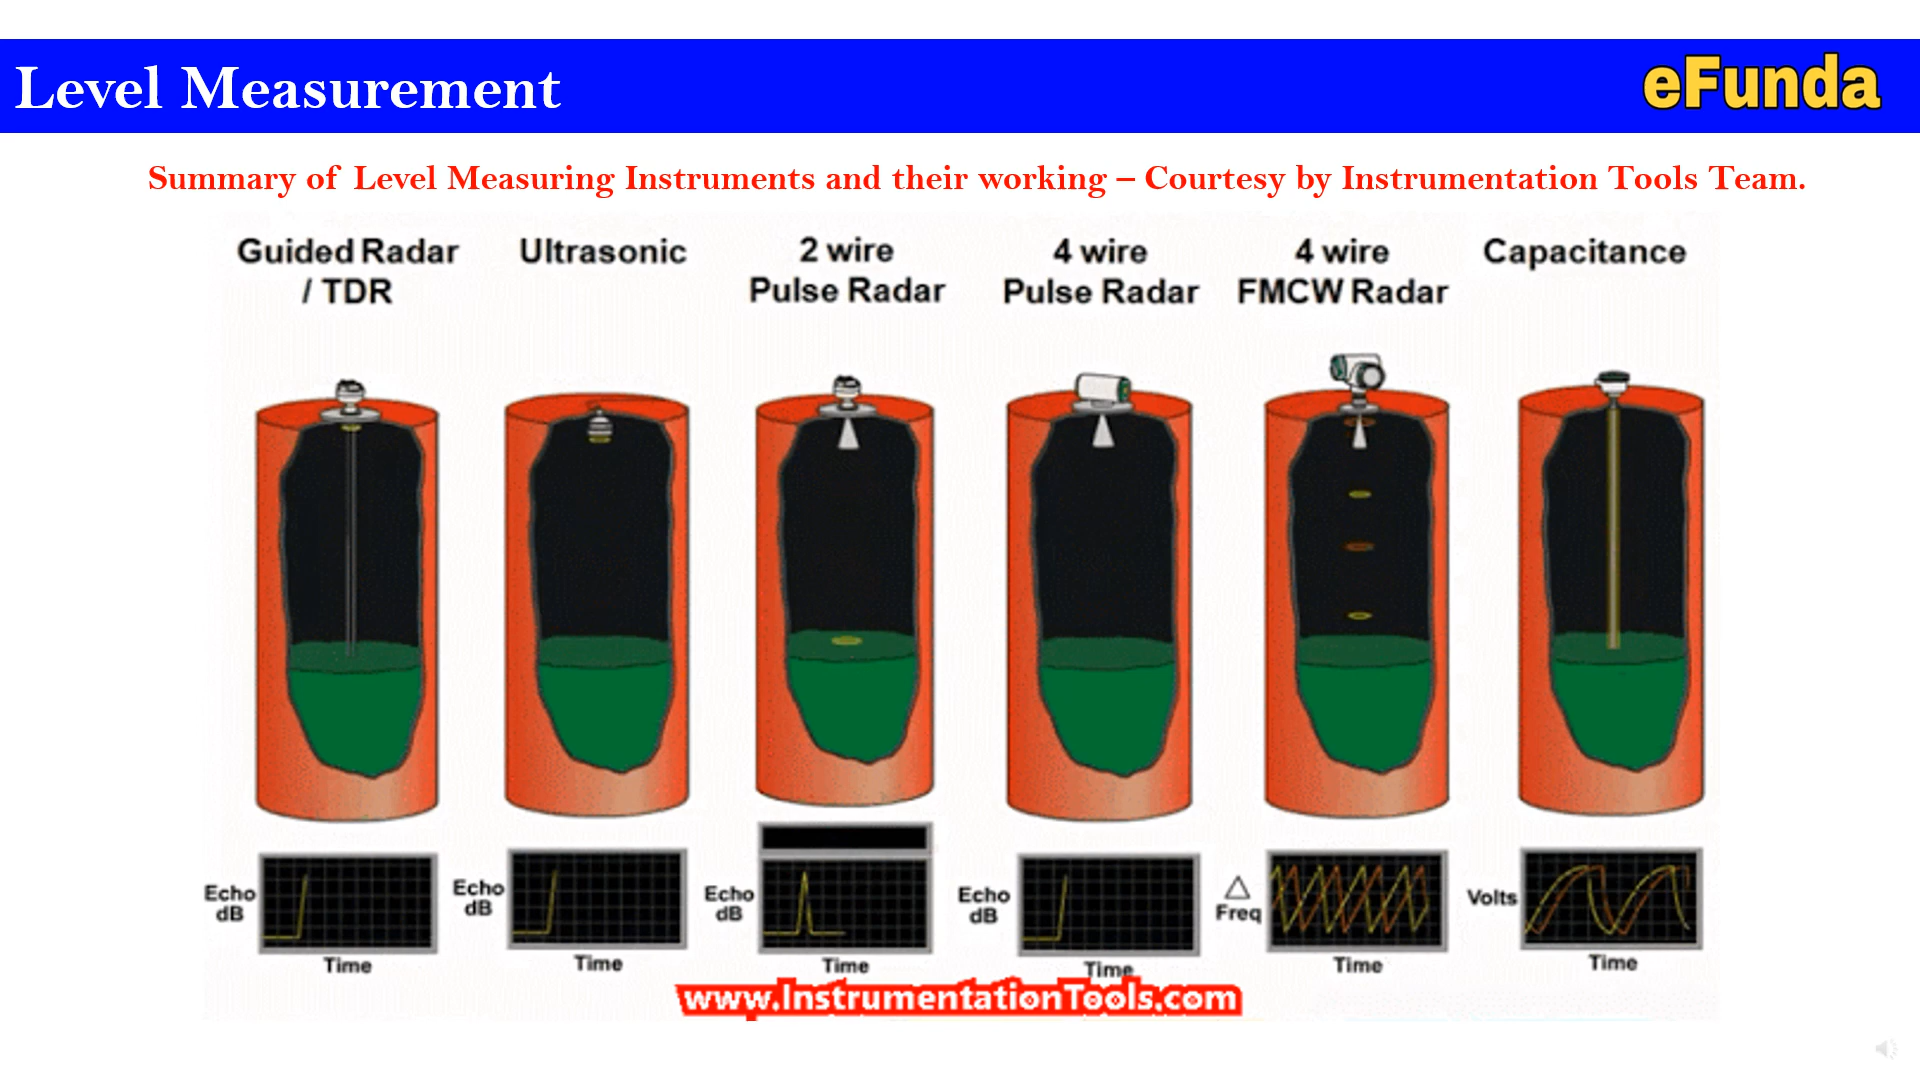 Level Measurement
eFunda
Summary of Level Measuring Instruments and their working – Courtesy by Instrumentation Tools Team.
Guided Radar
/ TDR
Ultrasonic
2 wire
Pulse Radar
4 wire
Pulse Radar
4 wire
FMCW Radar
Capacitance
Echo
dB
Time
Echo
dB
Time
Echo
dB
Time
Echo
dB
Time
△
Freq
Time
Volts
Time
www.InstrumentationTools.com